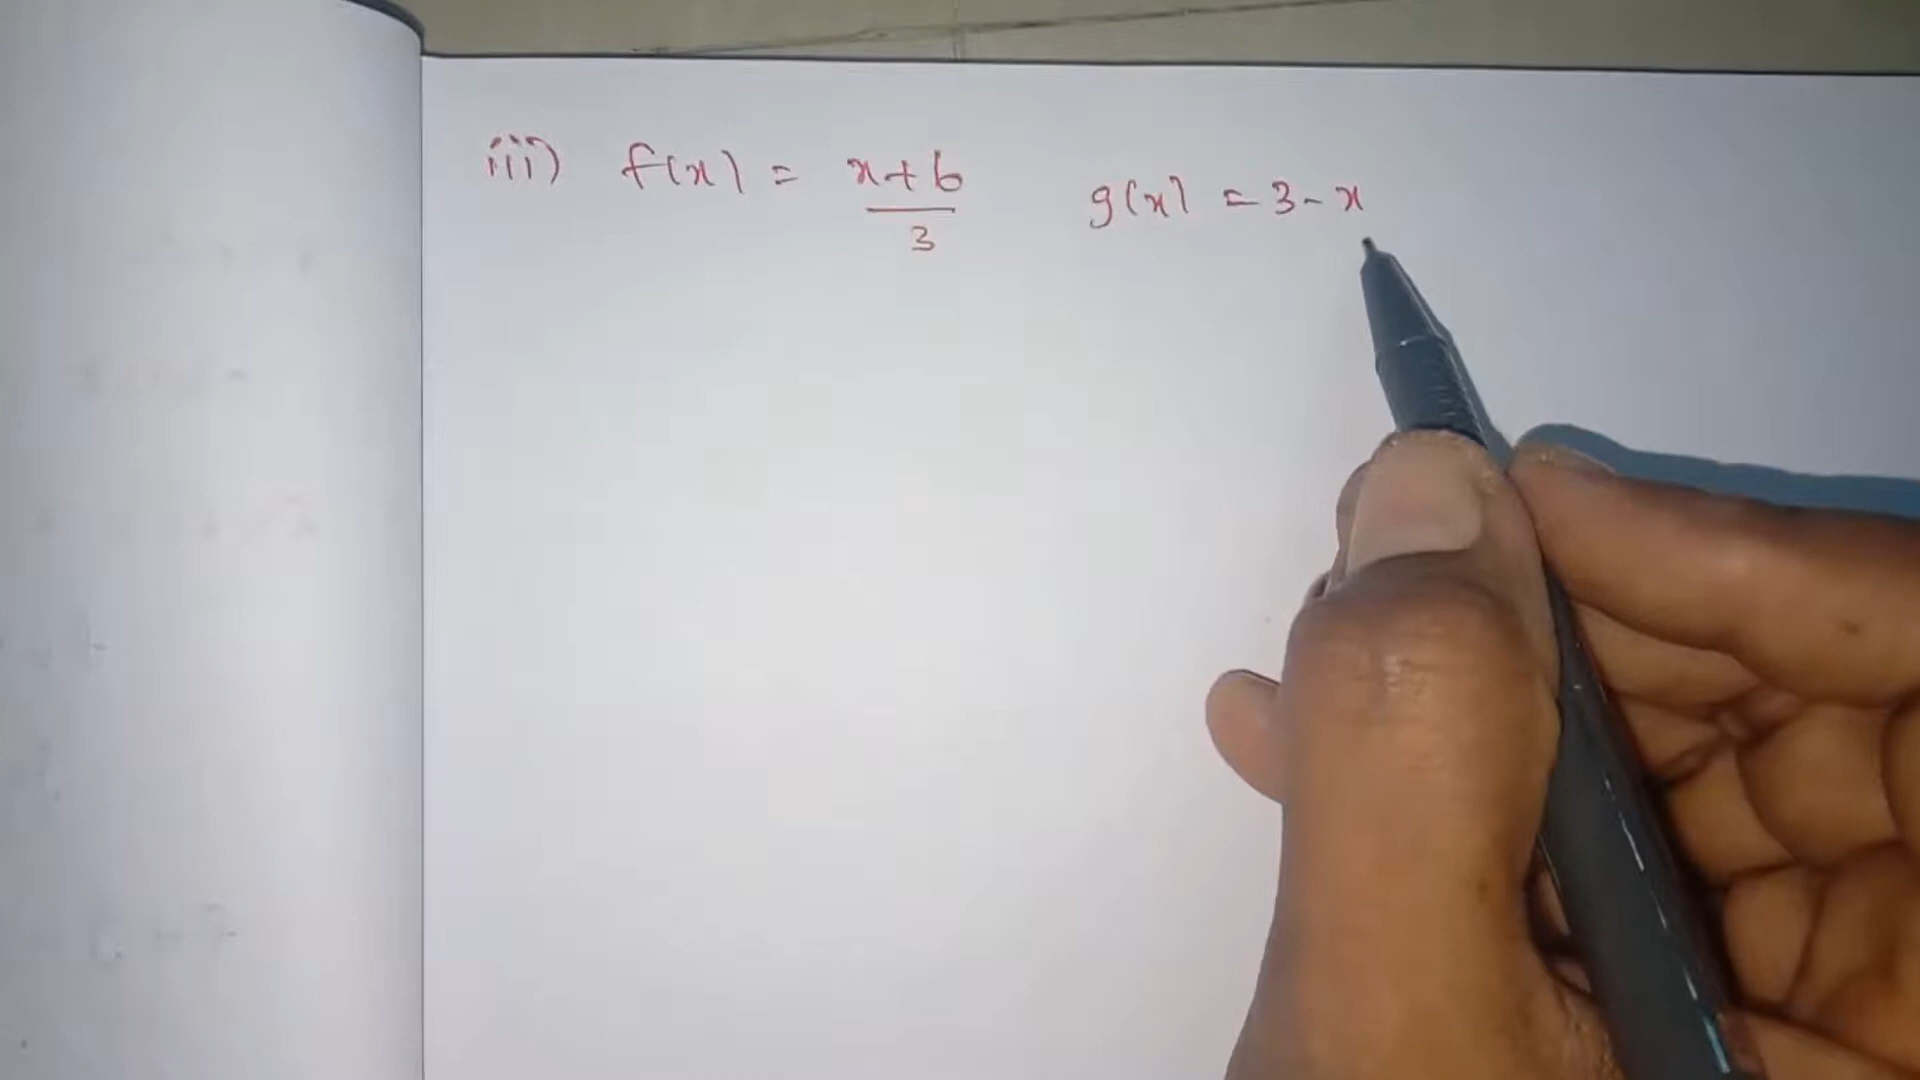 iii) f(x) = x+6/3 g(x) = 3-x